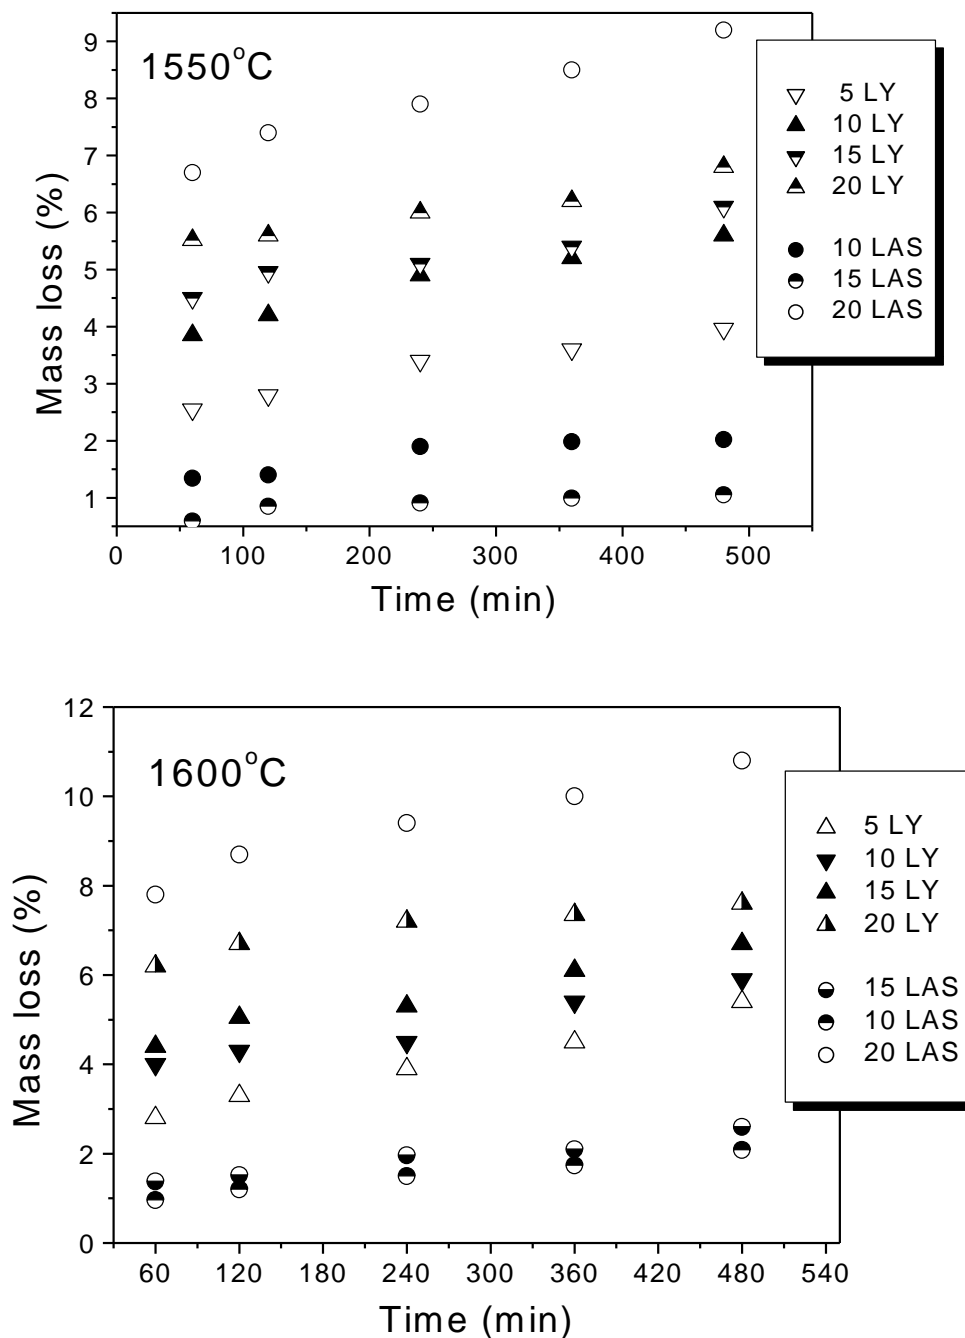 1550°C
Mass loss (%)
9
8
7
6
5
4
3
2
1
0 100 200 300 400 500
Time (min)
5 LY
10 LY
15 LY
20 LY
10 LAS
15 LAS
20 LAS
1600°C
Mass loss (%)
12
10
8
6
4
2
0
60 120 180 240 300 360 420 480 540
Time (min)
5 LY
10 LY
15 LY
20 LY
15 LAS
10 LAS
20 LAS